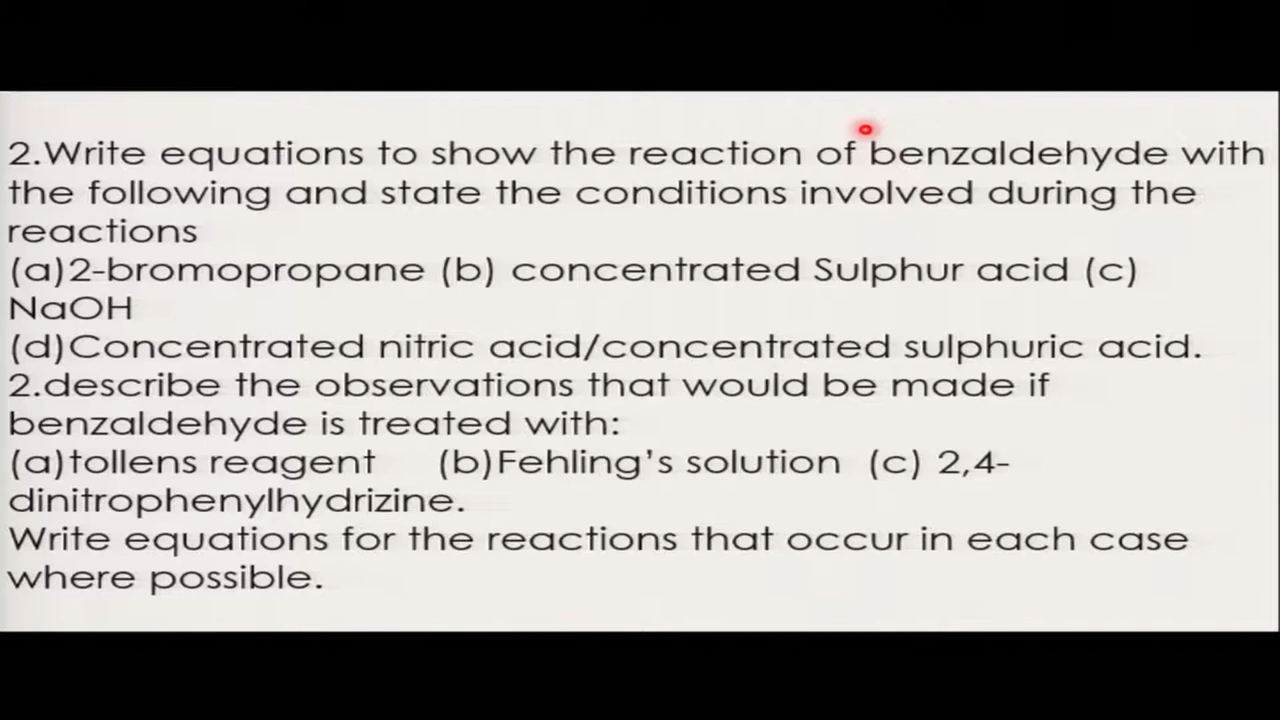 2.Write equations to show the reaction of benzaldehyde with
the following and state the conditions involved during the
reactions
(a)2-bromopropane (b) concentrated Sulphur acid (c)
NaOH
(d)Concentrated nitric acid/concentrated sulphuric acid.
2.describe the observations that would be made if
benzaldehyde is treated with:
(a)tollens reagent (b)Fehling’s solution (c) 2,4-
dinitrophenylhydrizine.
Write equations for the reactions that occur in each case
where possible.